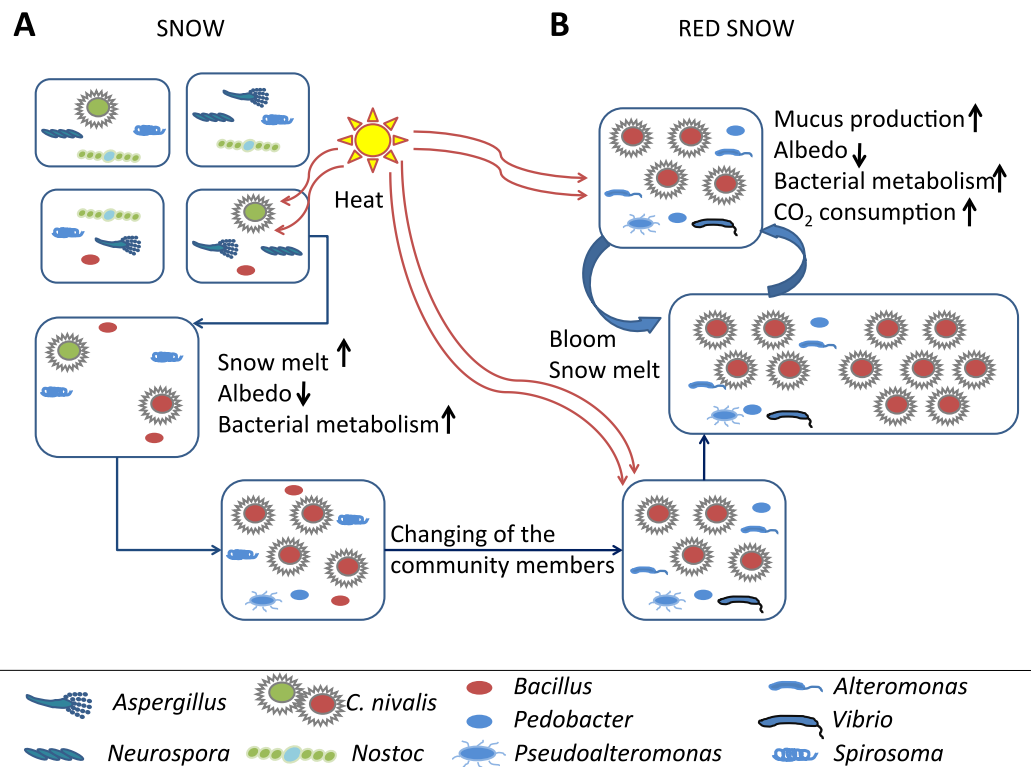 A
SNOW
B
RED SNOW
Heat
Mucus production
Albedo
Bacterial metabolism
CO2 consumption
Snow melt
Albedo
Bacterial metabolism
Bloom
Snow melt
Changing of the
community members
Aspergillus
C. nivalis
Bacillus
Alteromonas
Pedobacter
Vibrio
Neurospora
Nostoc
Pseudoalteromonas
Spirosoma